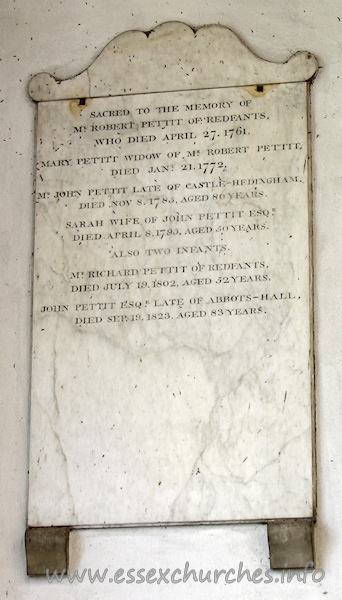 SACRED TO THE MEMORY OF
Mr. ROBERT PETTIT OF REDFANTS,
WHO DIED APRIL 27. 1761.
MARY PETTIT WIDOW OF Mr. ROBERT PETTIT,
DIED JANy. 21. 1772.
Mr. JOHN PETTIT LATE OF CASTLE-HEDINGHAM,
DIED NOV. 8. 1785, AGED 80 YEARS.
SARAH WIFE OF JOHN PETTIT ESQr.
DIED APRIL 8, 1795, AGED 50 YEARS.
ALSO TWO INFANTS.
Mr. RICHARD PETTIT OF REDFANTS,
DIED JULY 19. 1802, AGED 52 YEARS.
JOHN PETTIT ESQr. LATE OF ABBOTS-HALL,
DIED SEP. 19. 1823, AGED 83 YEARS.
www.essexchurches.info